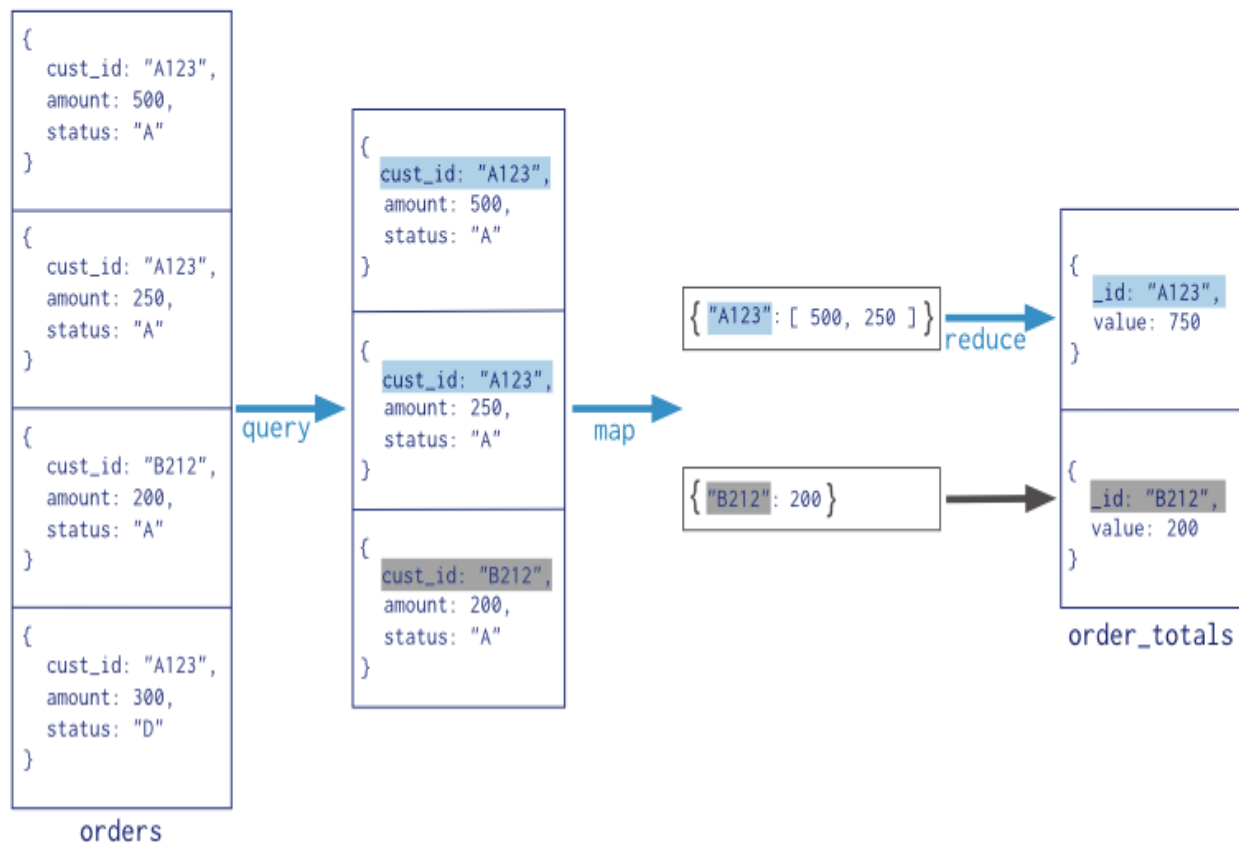 {
cust_id: "A123",
amount: 500,
status: "A"
}
{
cust_id: "A123",
amount: 250,
status: "A"
}
{
cust_id: "B212",
amount: 200,
status: "A"
}
{
cust_id: "A123",
amount: 300,
status: "D"
}
orders
query
{
cust_id: "A123",
amount: 500,
status: "A"
}
{
cust_id: "A123",
amount: 250,
status: "A"
}
{
cust_id: "B212",
amount: 200,
status: "A"
}
map
{ "A123": [ 500, 250 ] }
{ "B212": 200 }
reduce
{
_id: "A123",
value: 750
}
{
_id: "B212",
value: 200
}
order_totals